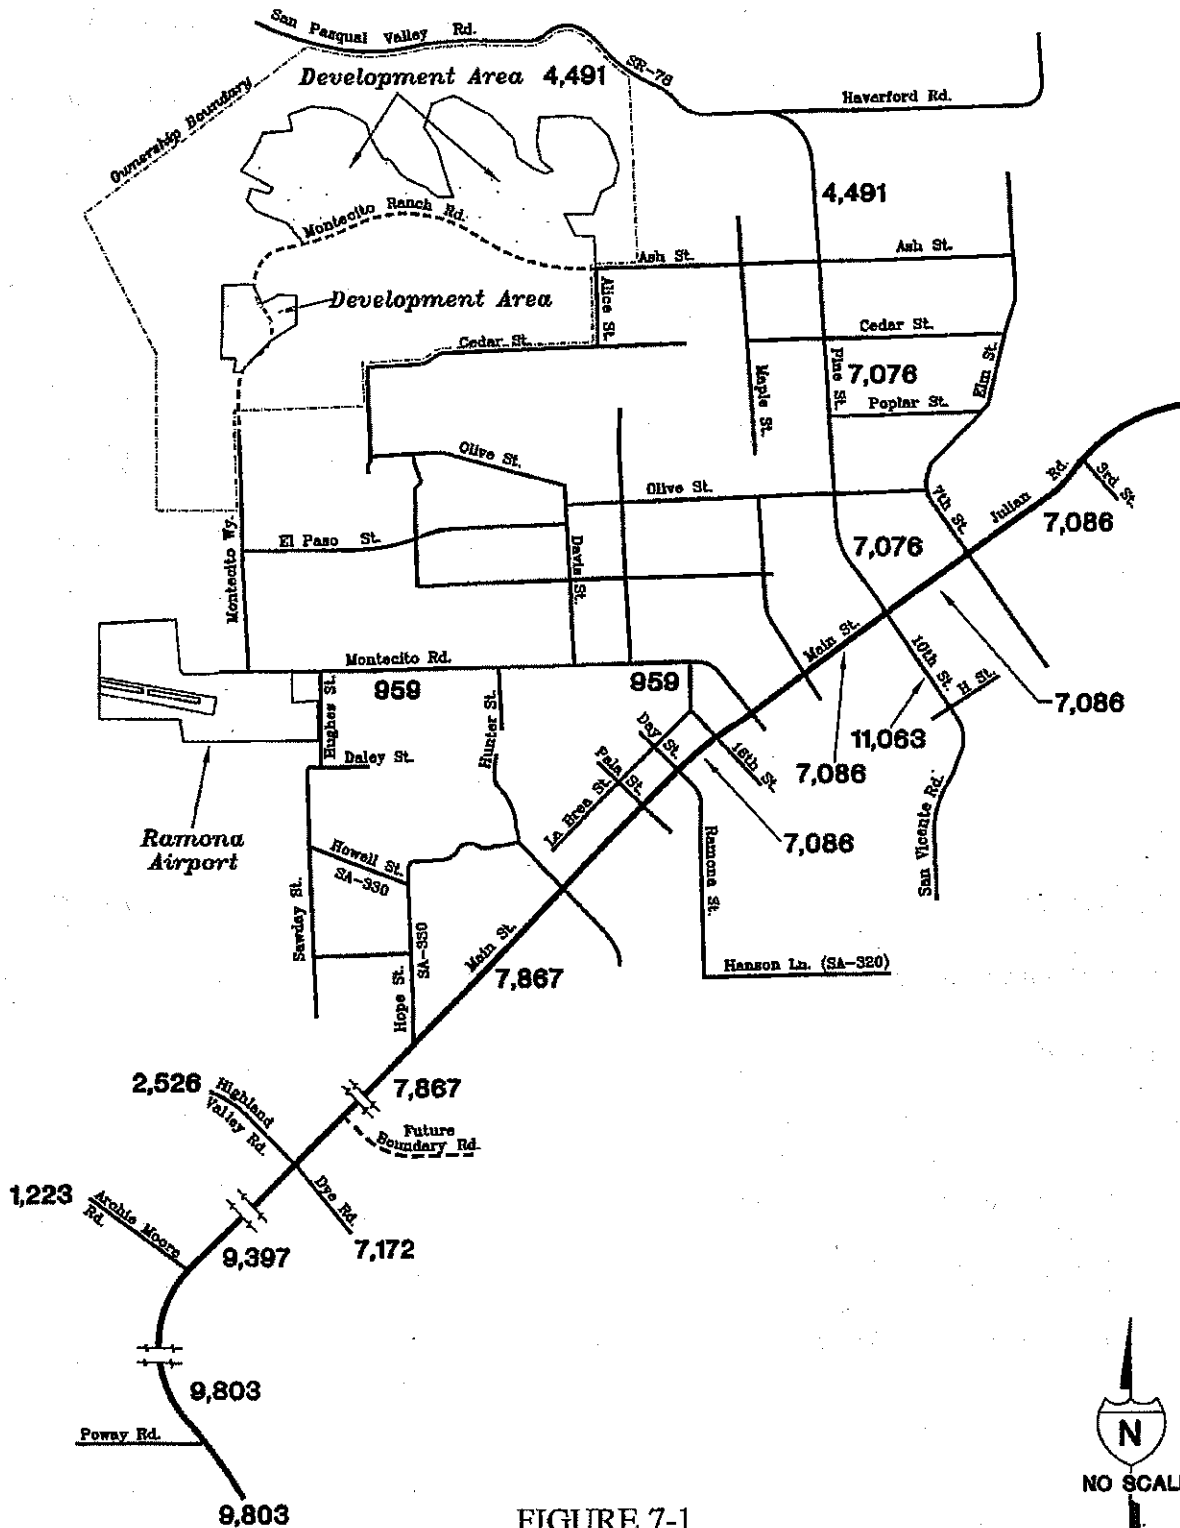 San Pasqual Valley Rd.
SR-78
Development Area 4,491
Haverford Rd.
Ownership Boundary
4,491
Montecito Ranch Rd.
Ash St.
Ash St.
Development Area
Alice St.
Cedar St.
Cedar St.
Pine St.
7,076
Elm St.
Maple St.
Poplar St.
Olive St.
Olive St.
7th St.
Julian Rd.
3rd St.
7,086
Montecito Wy.
El Paso St.
Davis St.
7,076
Main St.
10th St.
H St.
Montecito Rd.
959
959
7,086
11,063
7,086
Hughes St.
Hunter St.
Day St.
Pala St.
16th St.
Daley St.
La Brea St.
7,086
San Vicente Rd.
Ramona
Airport
Howell St.
SA-330
Ramona St.
Sawday St.
SA-330
Main St.
Hope St.
7,867
Hanson Ln. (SA-320)
2,526
Highland
Valley Rd.
7,867
Future
Boundary Rd.
1,223
Archie Moore
Rd.
Dye Rd.
9,397
7,172
9,803
Poway Rd.
N
NO SCAL
9,803
FIGURE 7-1